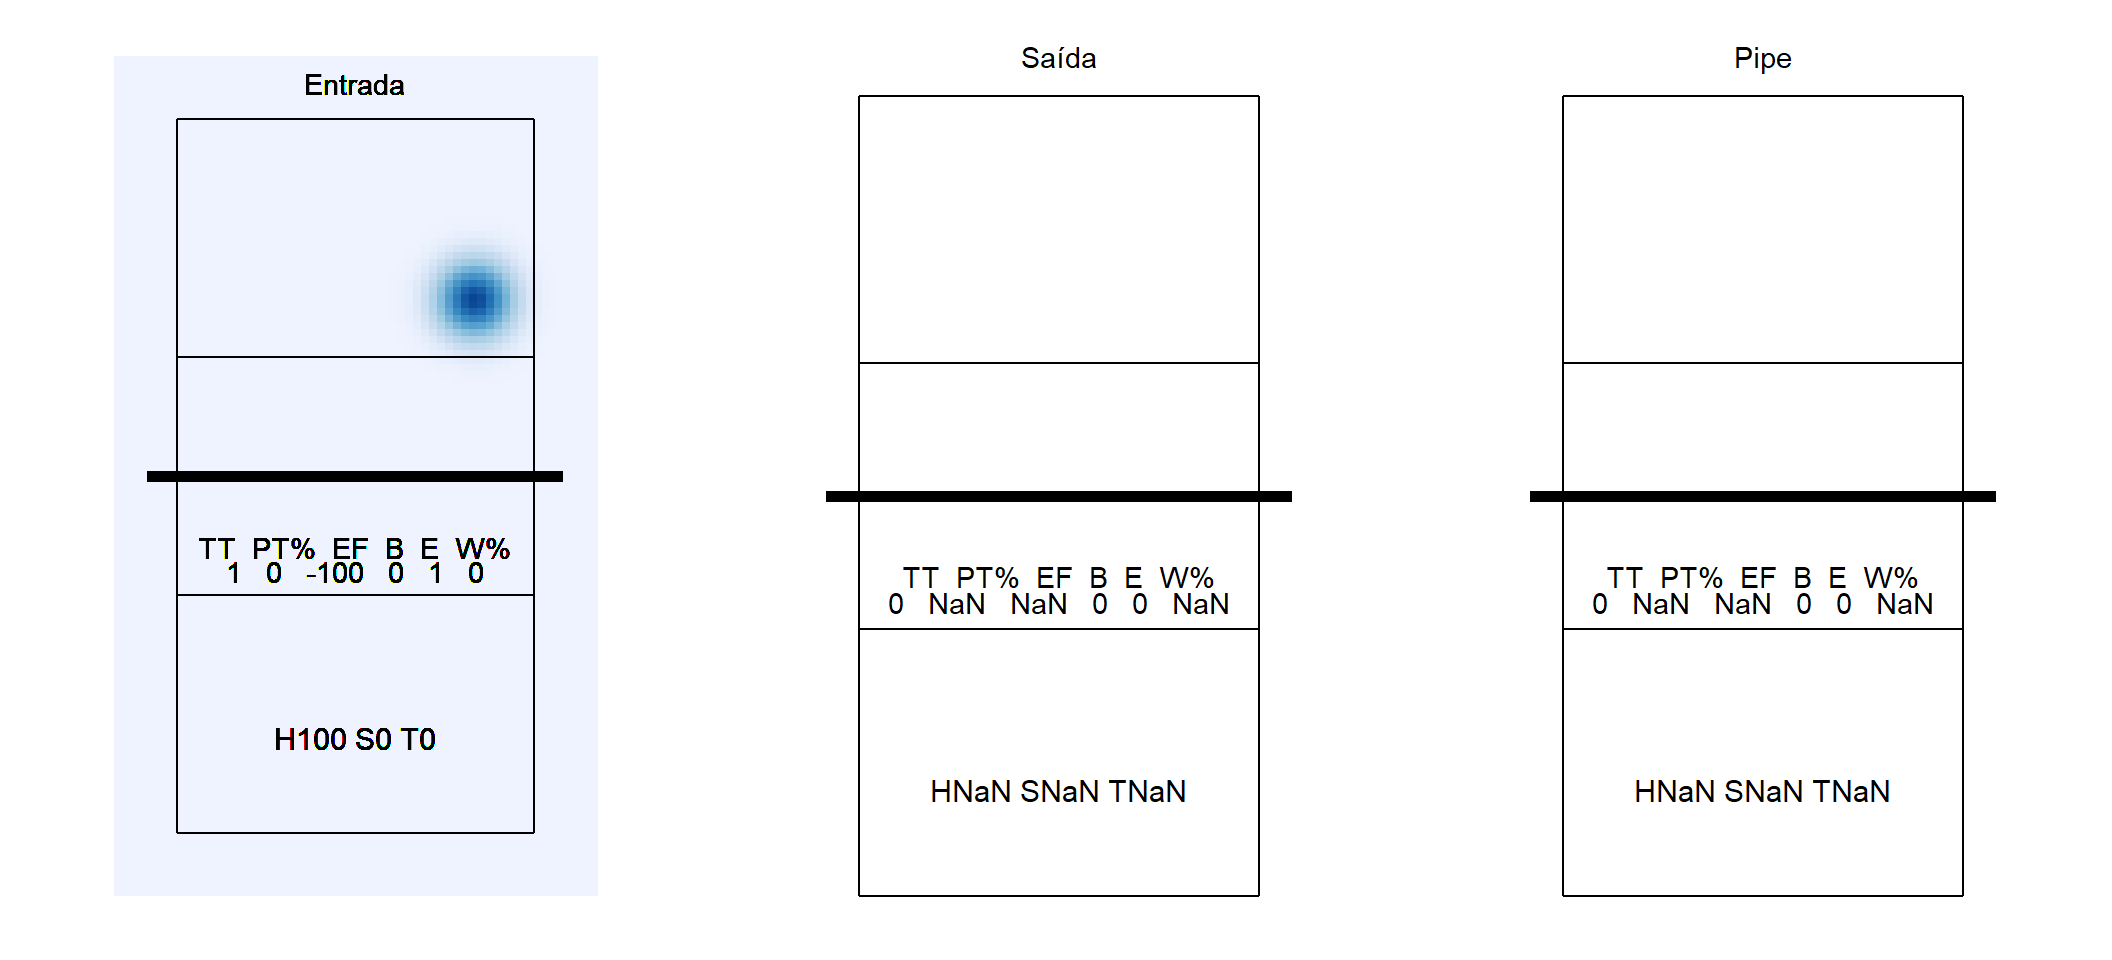 Entrada
TT PT% EF B E W%
1 0 -100 0 1 0
H100 S0 T0
Saída
TT PT% EF B E W%
0 NaN NaN 0 0 NaN
HNaN SNaN TNaN
Pipe
TT PT% EF B E W%
0 NaN NaN 0 0 NaN
HNaN SNaN TNaN